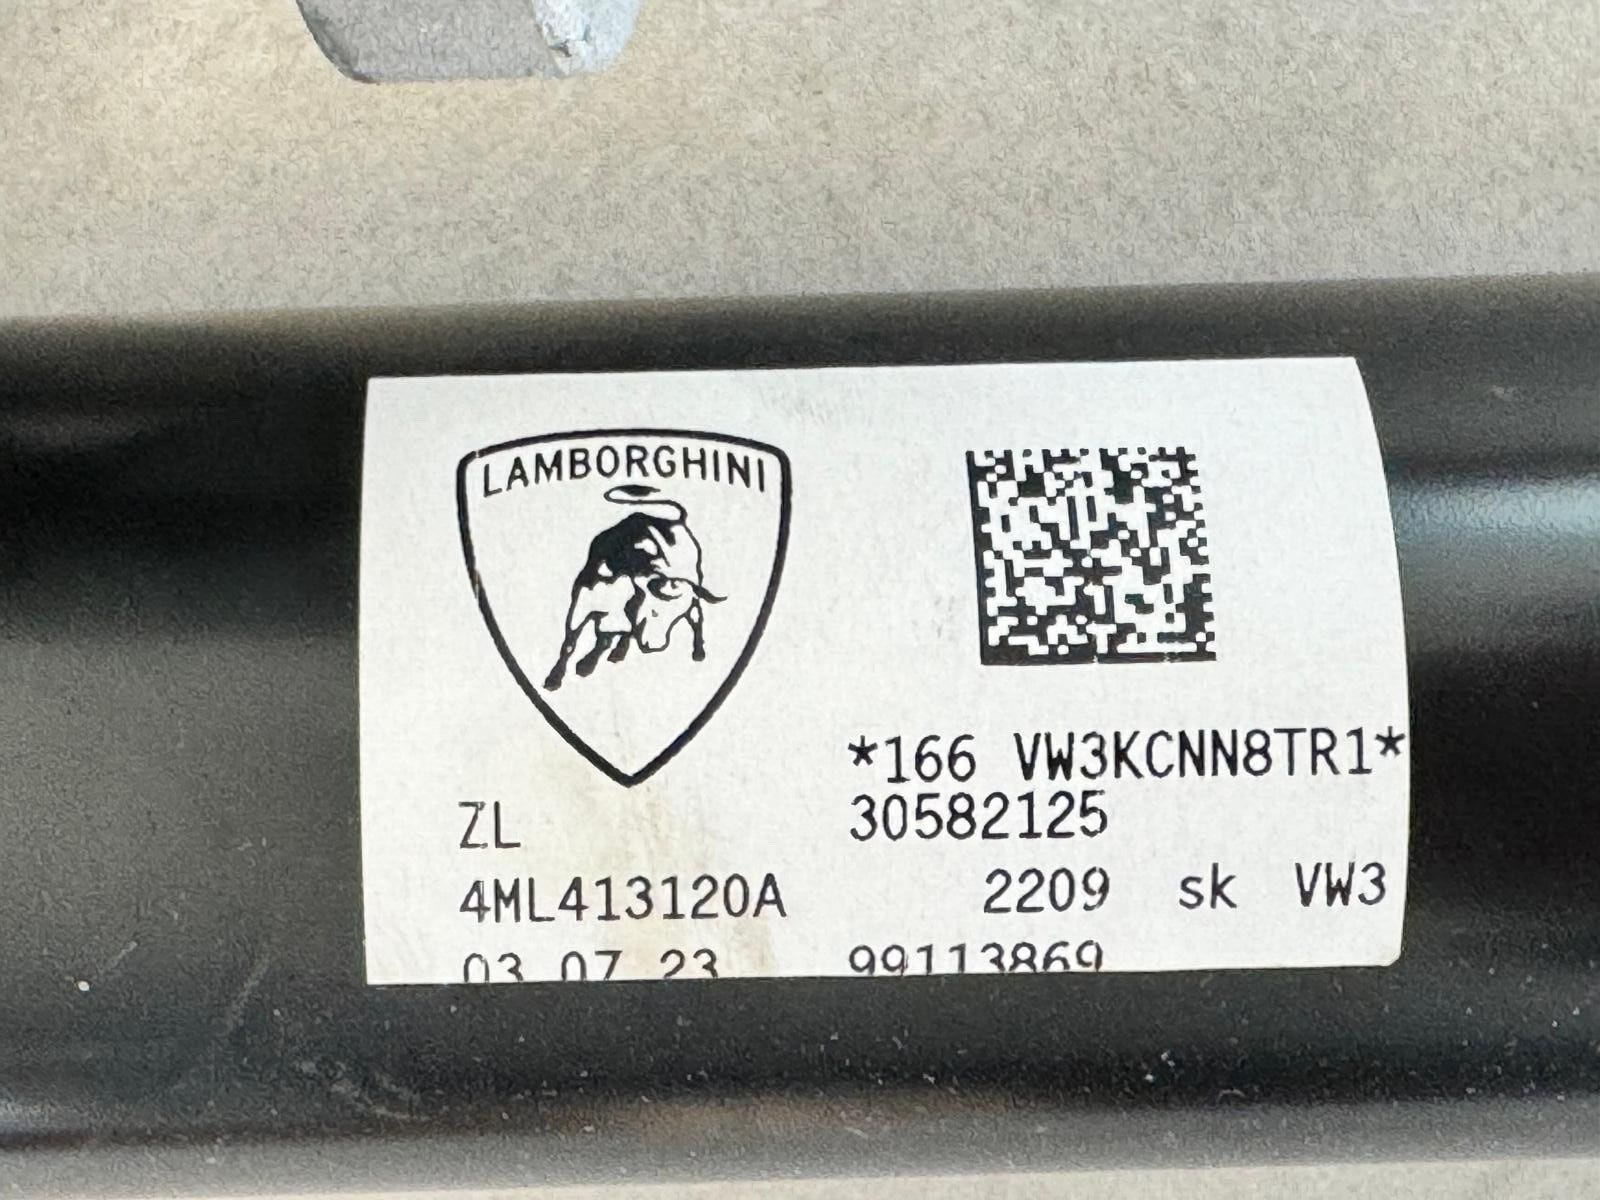 LAMBORGHINI
*166 VW3KCNN8TR1*
ZL 30582125
4ML413120A 2209 sk VW3
03 07 23 99113869